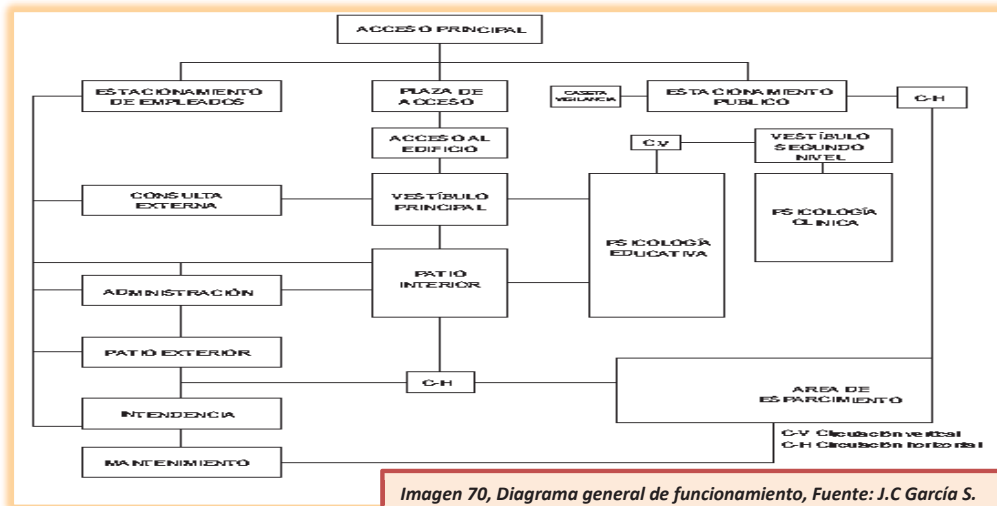 ACCESO PRINCIPAL
ESTACIONAMIENTO
DE EMPLEADOS
PLAZA DE
ACCESO
CASETA
VIGILANCIA
ESTACIONAMIENTO
PUBLICO
C-H
ACCESO AL
EDIFICIO
C-V
VESTÍBULO
SEGUNDO
NIVEL
CONSULTA
EXTERNA
VESTÍBULO
PRINCIPAL
PSICOLOGÍA
EDUCATIVA
PSICOLOGÍA
CLINICA
ADMINISTRACIÓN
PATIO
INTERIOR
PATIO EXTERIOR
C-H
AREA DE
ESPARCIMIENTO
INTENDENCIA
C-V Circulación vertical
C-H Circulación horizontal
MANTENIMIENTO
Imagen 70, Diagrama general de funcionamiento, Fuente: J.C García S.